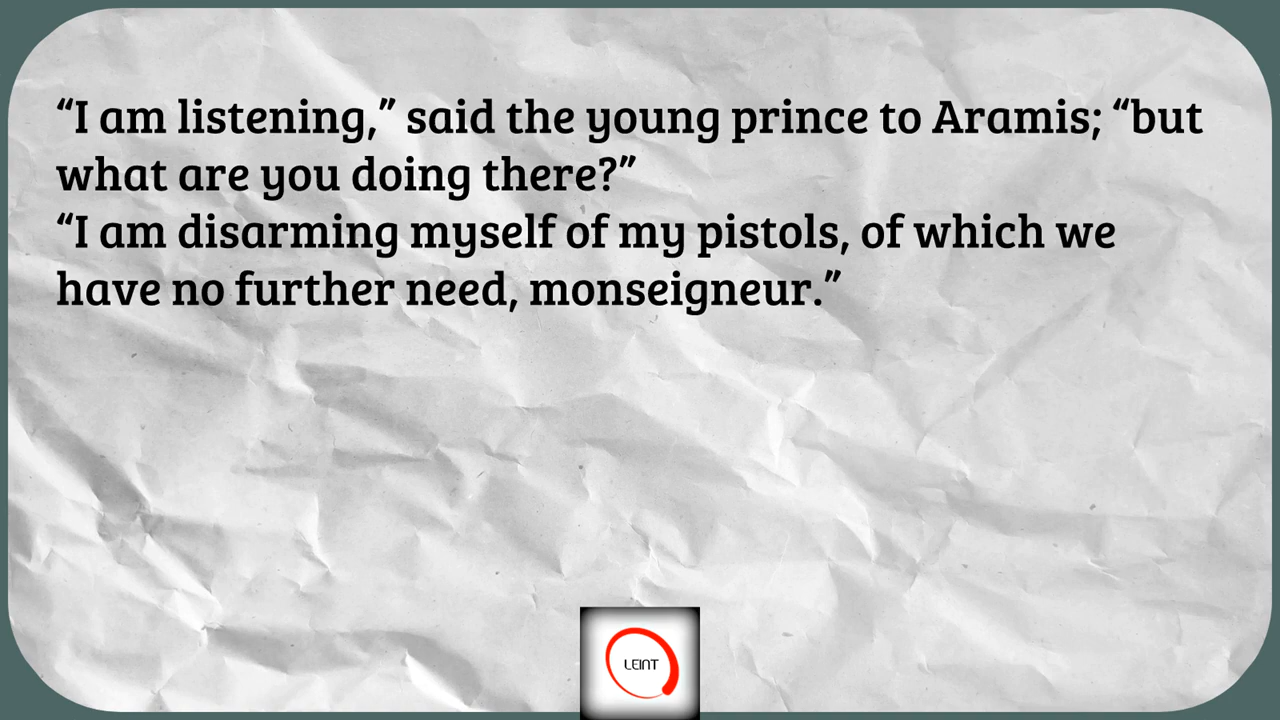 “I am listening,” said the young prince to Aramis; “but
what are you doing there?”
“I am disarming myself of my pistols, of which we
have no further need, monseigneur.”
LEINT